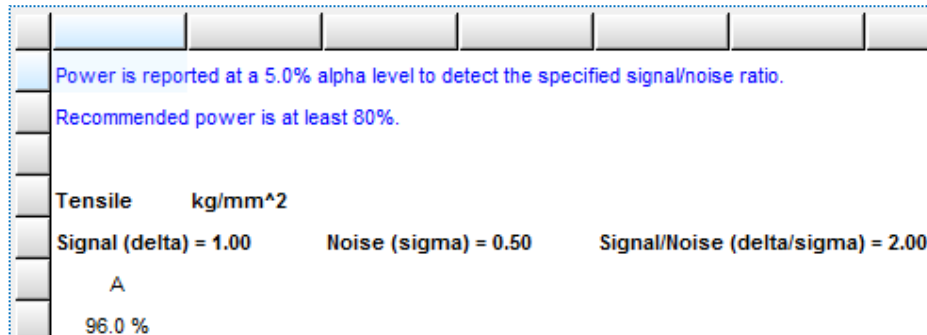 Power is reported at a 5.0% alpha level to detect the specified signal/noise ratio.
Recommended power is at least 80%.
Tensile kg/mm^2
Signal (delta) = 1.00 Noise (sigma) = 0.50 Signal/Noise (delta/sigma) = 2.00
A
96.0 %